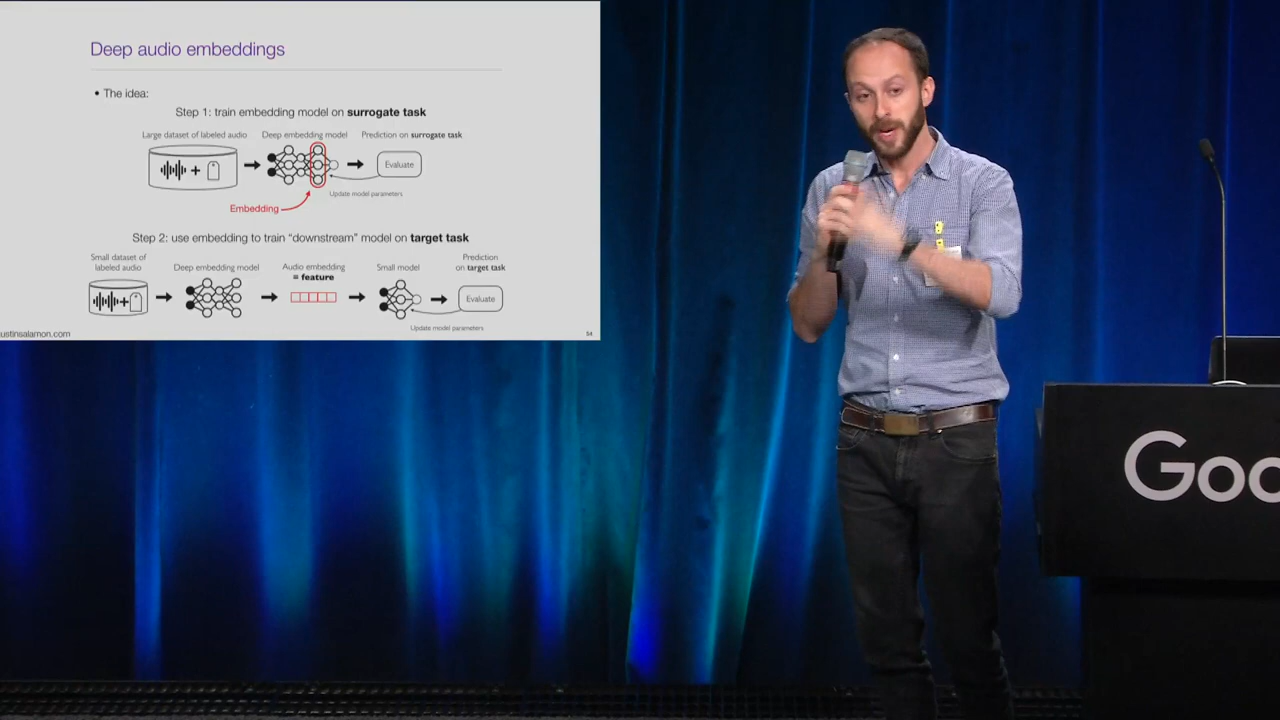 Deep audio embeddings
• The idea:
Step 1: train embedding model on surrogate task
Large dataset of labeled audio
Deep embedding model
Prediction on surrogate task
+
Evaluate
Update model parameters
Embedding
Step 2: use embedding to train “downstream” model on target task
Small dataset of
labeled audio
Deep embedding model
Audio embedding
= feature
Small model
Prediction
on target task
+
Evaluate
Update model parameters
ustinsalamon.com
54
Goo